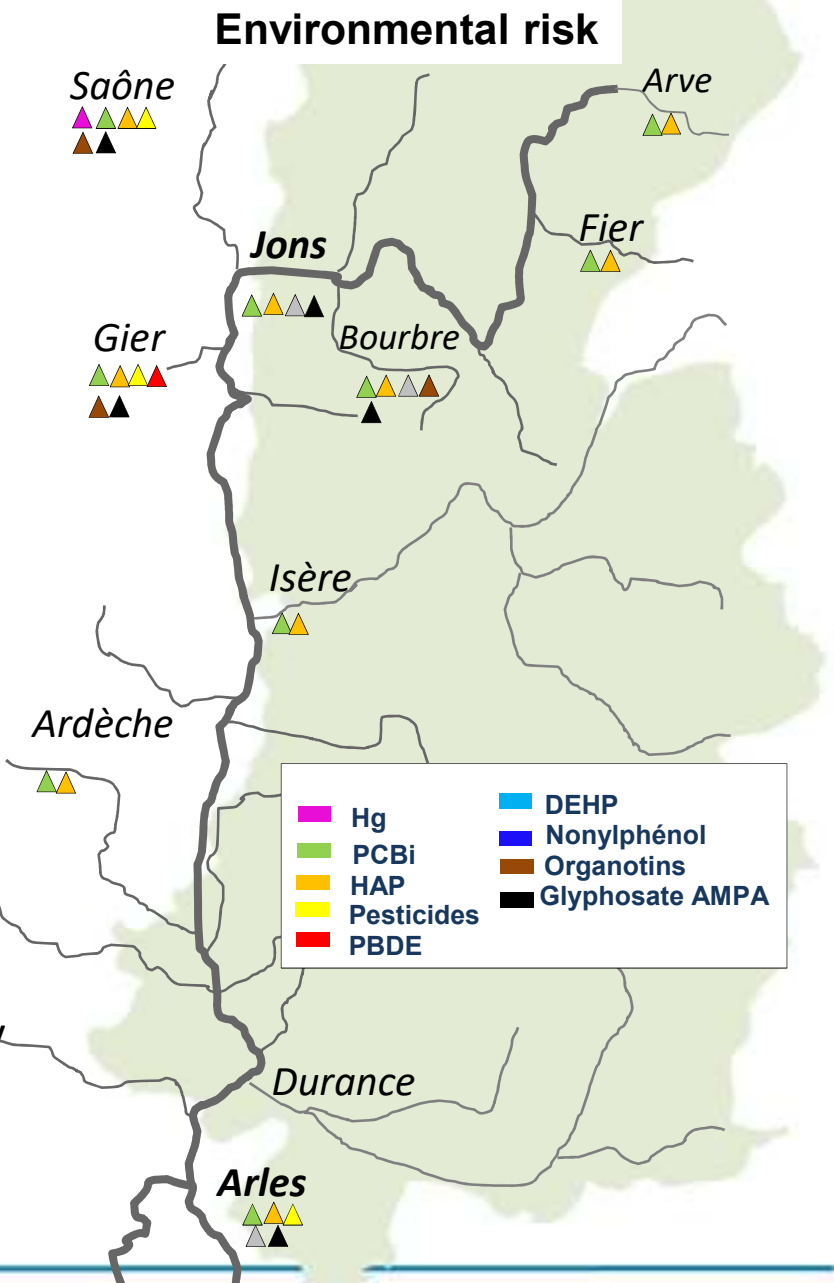 Environmental risk
Saône
Arve
Fier
Jons
Gier
Bourbre
Isère
Ardèche
Hg
PCBi
HAP
Pesticides
PBDE
DEHP
Nonylphénol
Organotins
Glyphosate AMPA
Durance
Arles